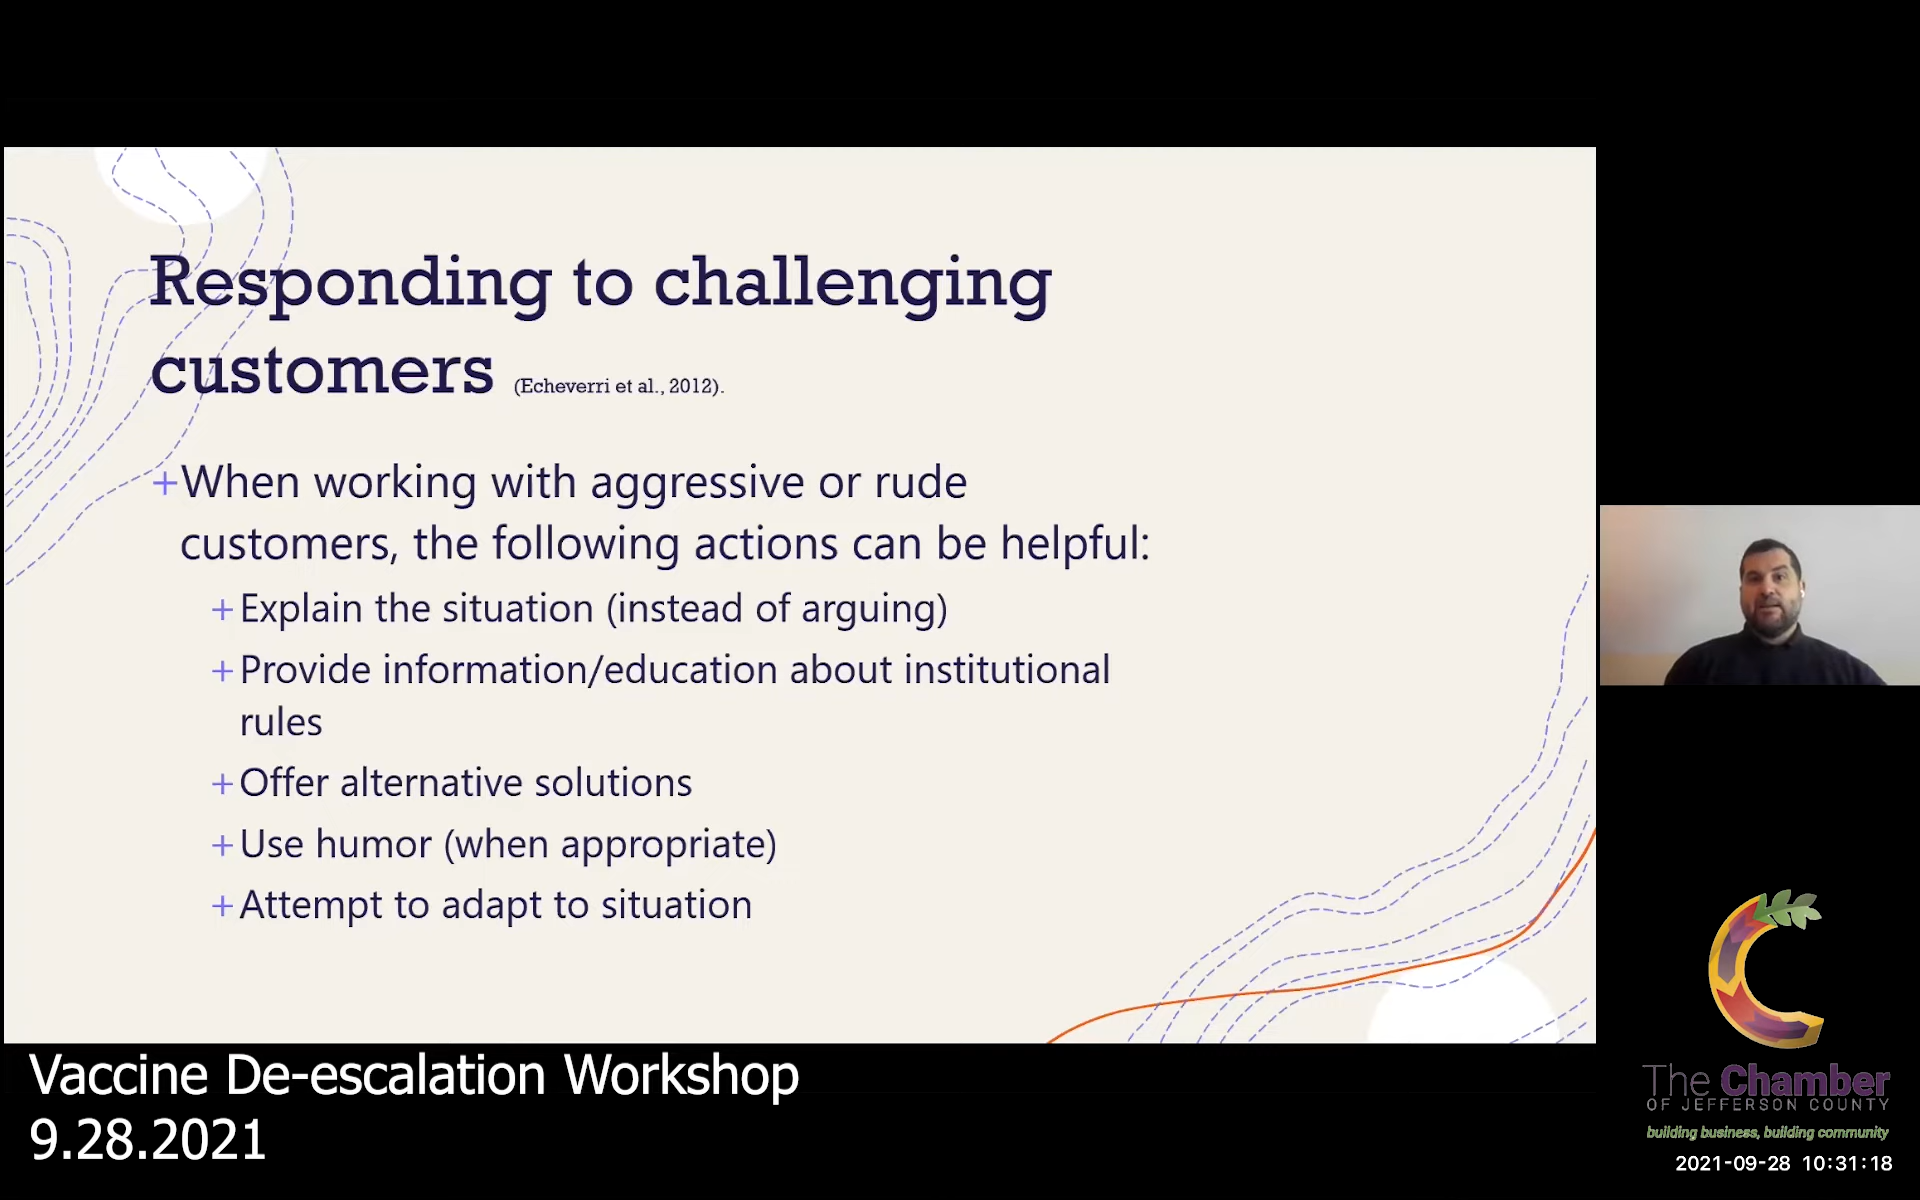 Responding to challenging
customers (Echeverri et al., 2012).
+When working with aggressive or rude
customers, the following actions can be helpful:
+Explain the situation (instead of arguing)
+Provide information/education about institutional
rules
+Offer alternative solutions
+Use humor (when appropriate)
+Attempt to adapt to situation
Vaccine De-escalation Workshop
9.28.2021
The Chamber
OF JEFFERSON COUNTY
building business, building community
2021-09-28 10:31:18